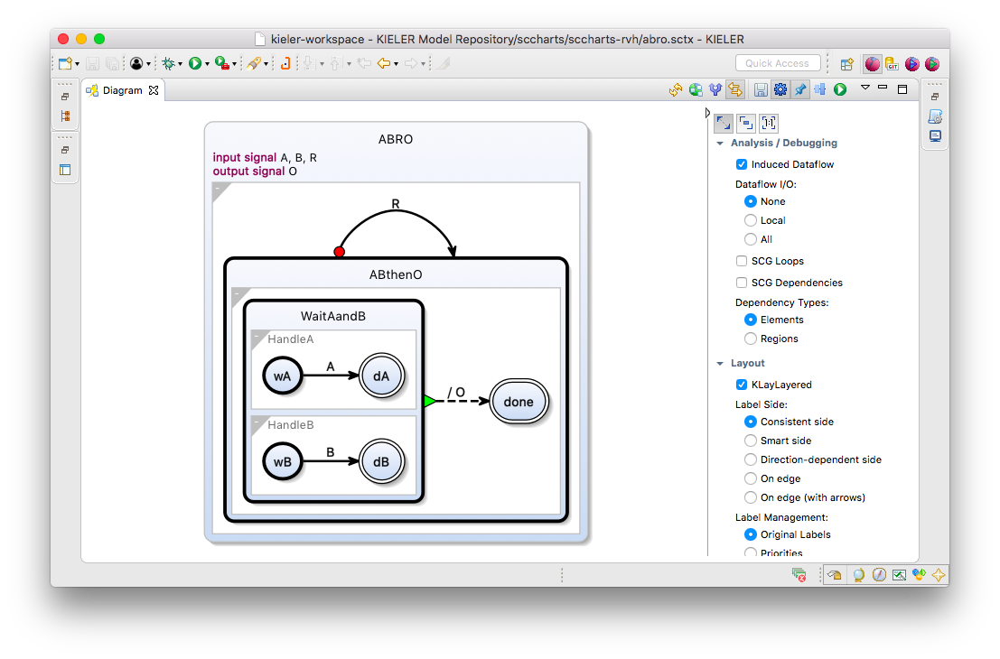 kieler-workspace - KIELER Model Repository/sccharts/sccharts-rvh/abro.sctx - KIELER
Quick Access
GIT
Diagram
ABRO
input signal A, B, R
output signal O
R
ABthenO
WaitAandB
HandleA
wA
A
dA
/ O
done
HandleB
wB
B
dB
Analysis / Debugging
Induced Dataflow
Dataflow I/O:
None
Local
All
SCG Loops
SCG Dependencies
Dependency Types:
Elements
Regions
Layout
KLayLayered
Label Side:
Consistent side
Smart side
Direction-dependent side
On edge
On edge (with arrows)
Label Management:
Original Labels
Priorities